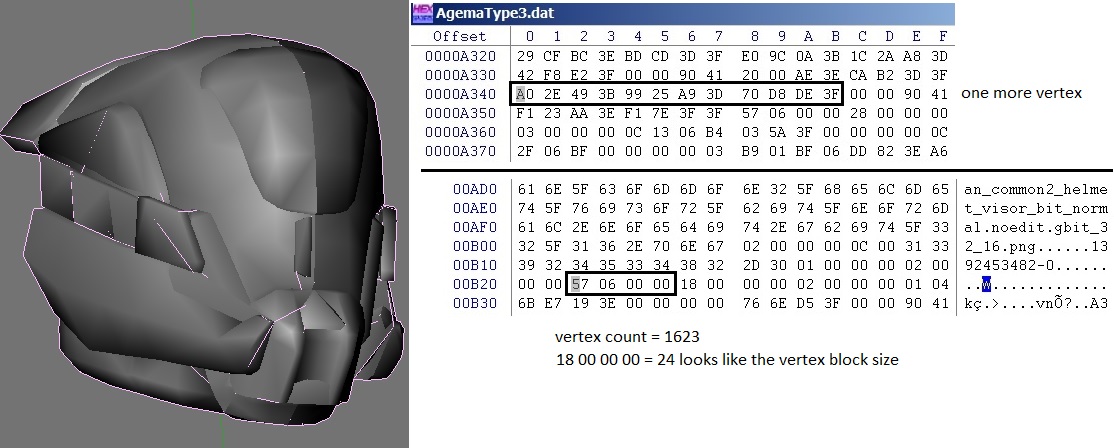 HEX
AgemaType3.dat
Offset 0 1 2 3 4 5 6 7 8 9 A B C D E F
0000A320 29 CF BC 3E BD CD 3D 3F E0 9C 0A 3B 1C 2A A8 3D
0000A330 42 F8 E2 3F 00 00 90 41 20 00 AE 3E CA B2 3D 3F
0000A340 A0 2E 49 3B 99 25 A9 3D 70 D8 DE 3F 00 00 90 41 one more vertex
0000A350 F1 23 AA 3E F1 7E 3F 3F 57 06 00 00 28 00 00 00
0000A360 03 00 00 00 0C 13 06 B4 03 5A 3F 00 00 00 00 0C
0000A370 2F 06 BF 00 00 00 00 03 B9 01 BF 06 DD 82 3E A6
00AD0 61 6E 5F 63 6F 6D 6D 6F 6E 32 5F 68 65 6C 6D 65 an_common2_helme
00AE0 74 5F 76 69 73 6F 72 5F 62 69 74 5F 6E 6F 72 6D t_visor_bit_norm
00AF0 61 6C 2E 6E 6F 65 64 69 74 2E 67 62 69 74 5F 33 al.noedit.gbit_3
00B00 32 5F 31 36 2E 70 6E 67 02 00 00 00 0C 00 31 33 2_16.png......13
00B10 39 32 34 35 33 34 38 32 2D 30 01 00 00 00 02 00 92453482-0......
00B20 00 00 57 06 00 00 18 00 00 00 02 00 00 00 01 04 ..W.............
00B30 6B E7 19 3E 00 00 00 00 76 6E D5 3F 00 00 90 41 kç.>....vnÕ?..A3
vertex count = 1623
18 00 00 00 = 24 looks like the vertex block size